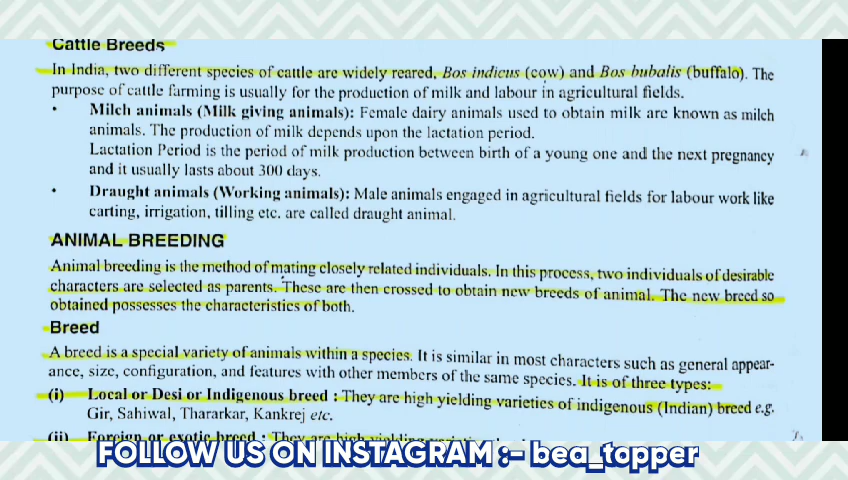 Cattle Breeds
In India, two different species of cattle are widely reared, Bos indicus (cow) and Bos bubalis (buffalo). The
purpose of cattle farming is usually for the production of milk and labour in agricultural fields.
• Milch animals (Milk giving animals): Female dairy animals used to obtain milk are known as milch
animals. The production of milk depends upon the lactation period.
Lactation Period is the period of milk production between birth of a young one and the next pregnancy
and it usually lasts about 300 days.
• Draught animals (Working animals): Male animals engaged in agricultural fields for labour work like
carting, irrigation, tilling etc. are called draught animal.
ANIMAL BREEDING
Animal breeding is the method of mating closely related individuals. In this process, two individuals of desirable
characters are selected as parents. These are then crossed to obtain new breeds of animal. The new breed so
obtained possesses the characteristics of both.
Breed
A breed is a special variety of animals within a species. It is similar in most characters such as general appear-
ance, size, configuration, and features with other members of the same species. It is of three types:
(i) Local or Desi or Indigenous breed : They are high yielding varieties of indigenous (Indian) breed e.g.
Gir, Sahiwal, Thararkar, Kankrej etc.
(ii) Foreign or exotic breed : They are high yielding
FOLLOW US ON INSTAGRAM :- bea_topper